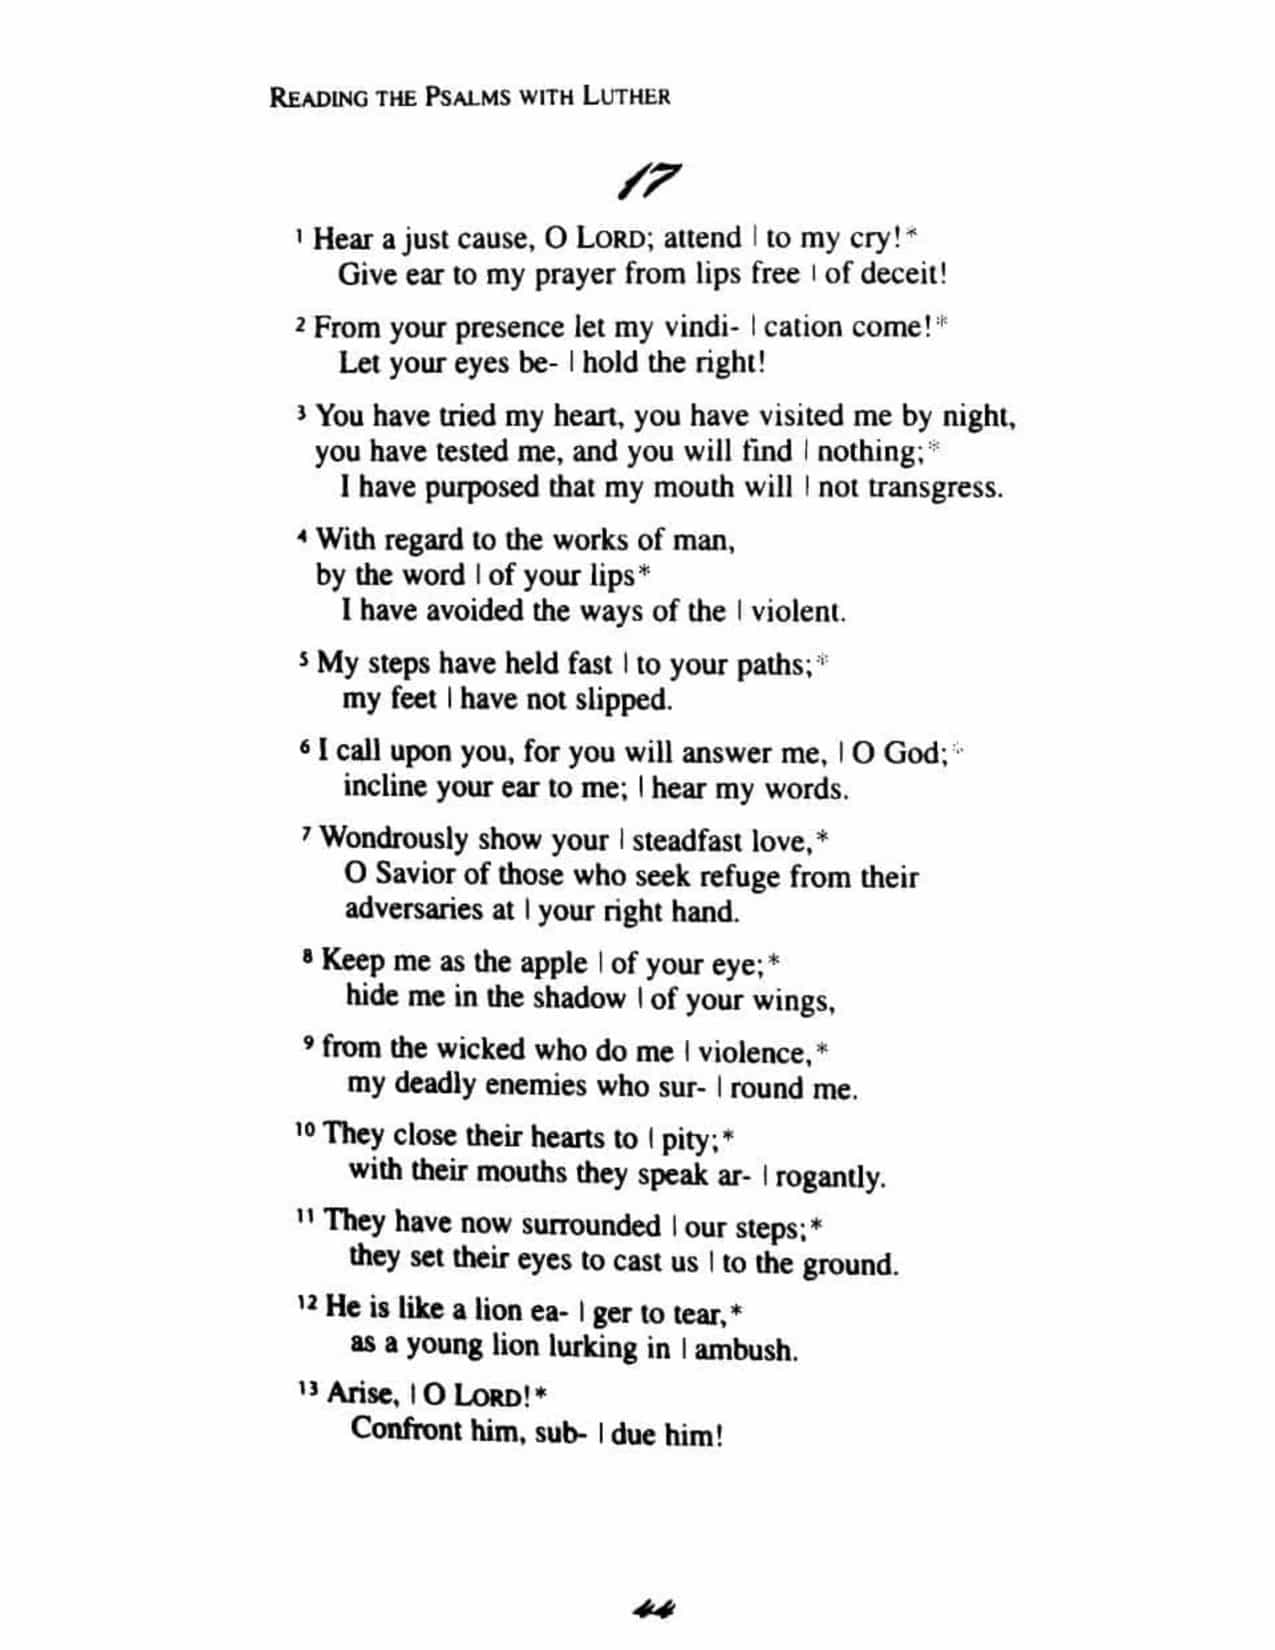 READING THE PSALMS WITH LUTHER
17
1 Hear a just cause, O LORD; attend | to my cry!*
Give ear to my prayer from lips free | of deceit!
2 From your presence let my vindi- | cation come!*
Let your eyes be- | hold the right!
3 You have tried my heart, you have visited me by night,
you have tested me, and you will find | nothing;*
I have purposed that my mouth will | not transgress.
4 With regard to the works of man,
by the word | of your lips*
I have avoided the ways of the | violent.
5 My steps have held fast | to your paths;*
my feet | have not slipped.
6 I call upon you, for you will answer me, | O God;*
incline your ear to me; | hear my words.
7 Wondrously show your | steadfast love,*
O Savior of those who seek refuge from their
adversaries at | your right hand.
8 Keep me as the apple | of your eye;*
hide me in the shadow | of your wings,
9 from the wicked who do me | violence,*
my deadly enemies who sur- | round me.
10 They close their hearts to | pity;*
with their mouths they speak ar- | rogantly.
11 They have now surrounded | our steps;*
they set their eyes to cast us | to the ground.
12 He is like a lion ea- | ger to tear,*
as a young lion lurking in | ambush.
13 Arise, | O LORD!*
Confront him, sub- | due him!
44